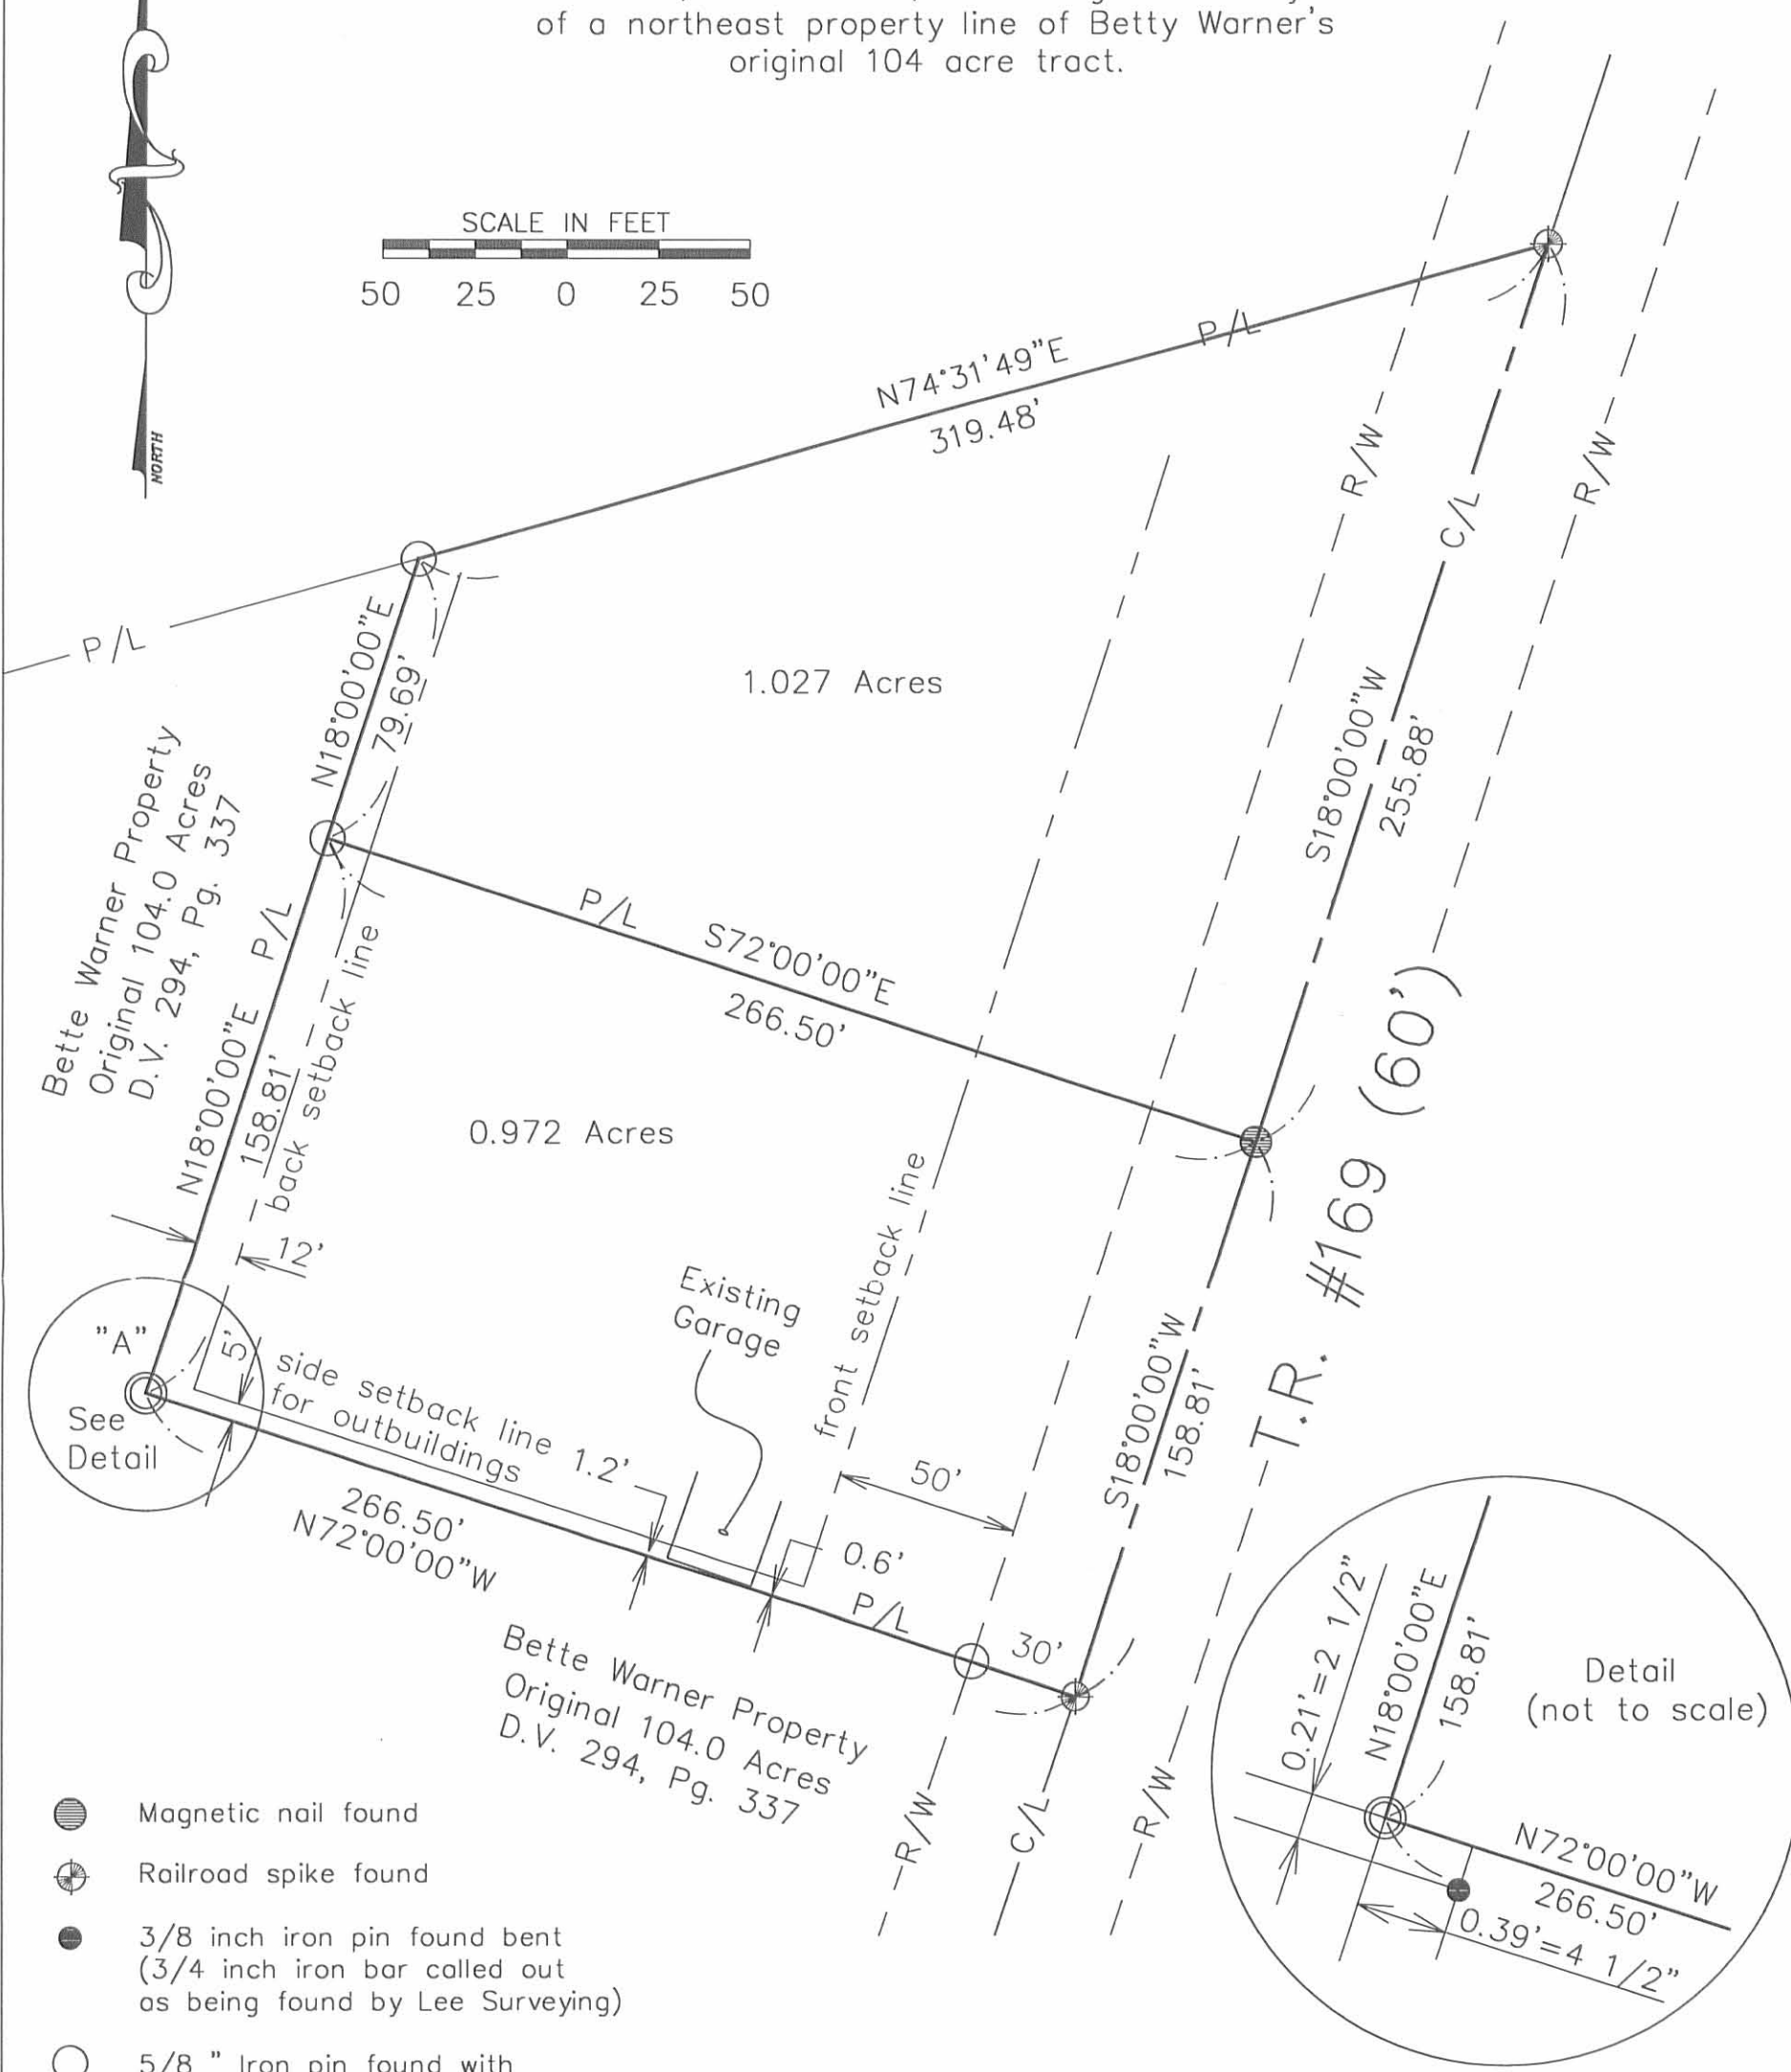 of a northeast property line of Betty Warner's
original 104 acre tract.
NORTH
SCALE IN FEET
50 25 0 25 50
N74°31'49"E
319.48'
P/L
R/W
C/L
R/W
P/L
N18°00'00"E
79.69'
1.027 Acres
S18°00'00"W
255.88'
Bette Warner Property
Original 104.0 Acres
D.V. 294, Pg. 337
P/L
N18°00'00"E
158.81'
back setback line
P/L
S72°00'00"E
266.50'
0.972 Acres
T.R. #169 (60')
12'
"A"
See
Detail
5'
side setback line
for outbuildings
1.2'
Existing
Garage
front setback line
50'
0.6'
S18°00'00"W
158.81'
266.50'
N72°00'00"W
P/L
30'
Bette Warner Property
Original 104.0 Acres
D.V. 294, Pg. 337
R/W
C/L
R/W
Detail
(not to scale)
0.21'=2 1/2"
N18°00'00"E
158.81'
N72°00'00"W
266.50'
0.39'=4 1/2"
Magnetic nail found
Railroad spike found
3/8 inch iron pin found bent
(3/4 inch iron bar called out
as being found by Lee Surveying)
5/8 " Iron pin found with